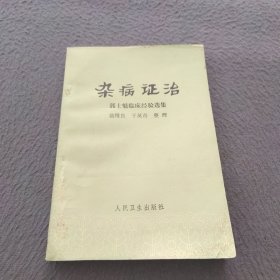 杂病证治
郭士魁临床经验选集
翁维良 于英奇 整理
人民卫生出版社